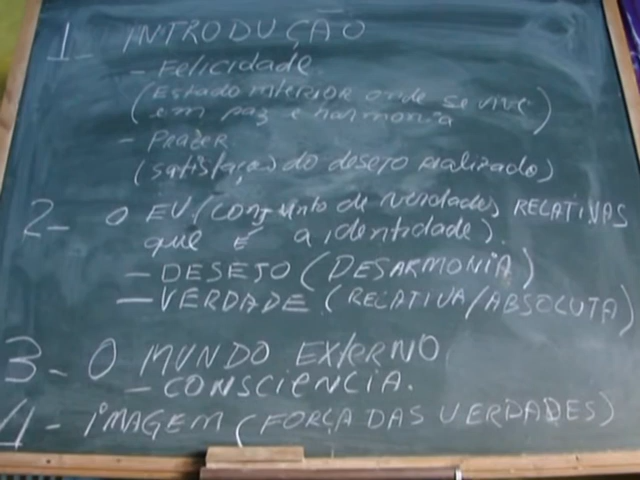 1- INTRODUÇÃO
- Felicidade
(Estado interior onde se vive
em paz e harmonia)
- PRAZER
(satisfação do desejo realizado)
2- O EU (conjunto de verdades RELATIVAS
que É a identidade).
- DESEJO (DESARMONIA)
- VERDADE (RELATIVA/ABSOLUTA)
3- O MUNDO EXTERNO
- CONSCIENCIA.
4- IMAGEM (FORÇA DAS VERDADES)